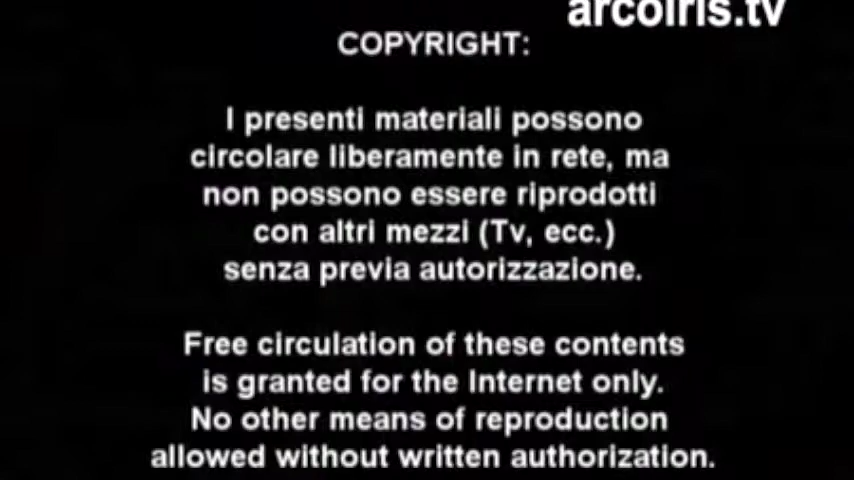 arcoiris.tv
COPYRIGHT:
I presenti materiali possono
circolare liberamente in rete, ma
non possono essere riprodotti
con altri mezzi (Tv, ecc.)
senza previa autorizzazione.
Free circulation of these contents
is granted for the Internet only.
No other means of reproduction
allowed without written authorization.